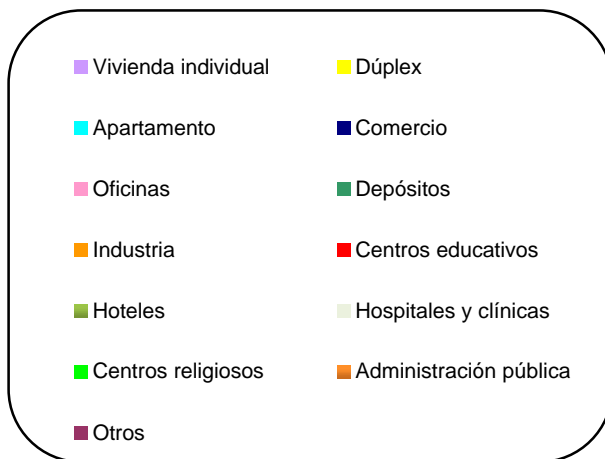 Vivienda individual
Dúplex
Apartamento
Comercio
Oficinas
Depósitos
Industria
Centros educativos
Hoteles
Hospitales y clínicas
Centros religiosos
Administración pública
Otros